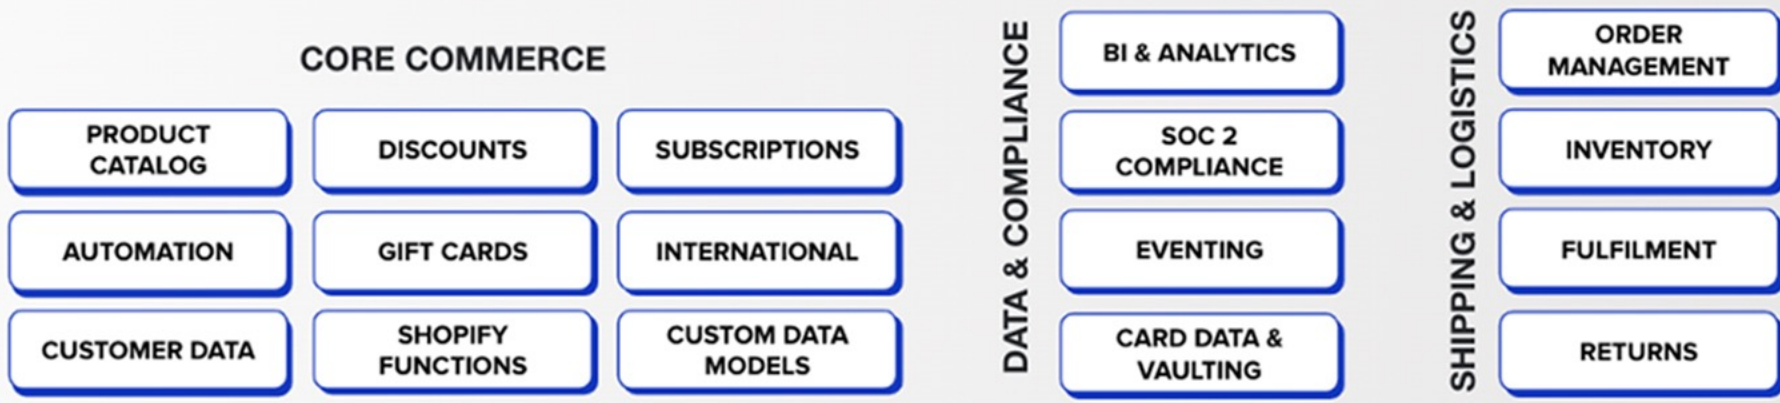 CORE COMMERCE
PRODUCT
CATALOG
DISCOUNTS
SUBSCRIPTIONS
AUTOMATION
GIFT CARDS
INTERNATIONAL
CUSTOMER DATA
SHOPIFY
FUNCTIONS
CUSTOM DATA
MODELS
DATA & COMPLIANCE
BI & ANALYTICS
SOC 2
COMPLIANCE
EVENTING
CARD DATA &
VAULTING
SHIPPING & LOGISTICS
ORDER
MANAGEMENT
INVENTORY
FULFILMENT
RETURNS